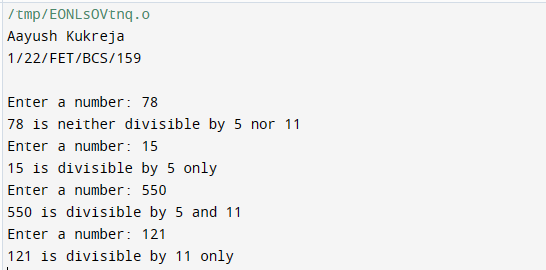 /tmp/EONLsOVtnq.o
Aayush Kukreja
1/22/FET/BCS/159
Enter a number: 78
78 is neither divisible by 5 nor 11
Enter a number: 15
15 is divisible by 5 only
Enter a number: 550
550 is divisible by 5 and 11
Enter a number: 121
121 is divisible by 11 only